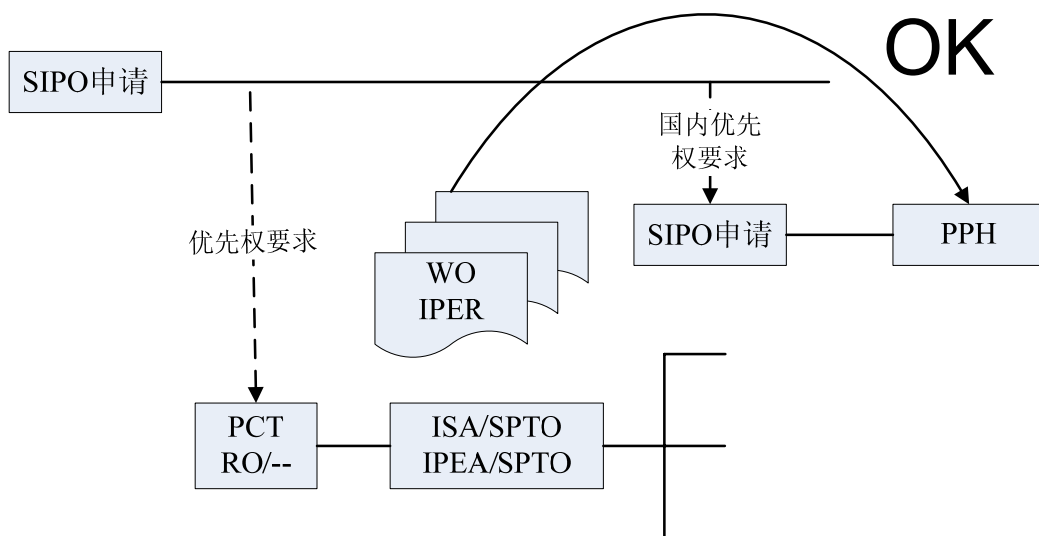 OK
SIPO申请
国内优先
权要求
SIPO申请
PPH
优先权要求
WO
IPER
PCT
RO/--
ISA/SPTO
IPEA/SPTO